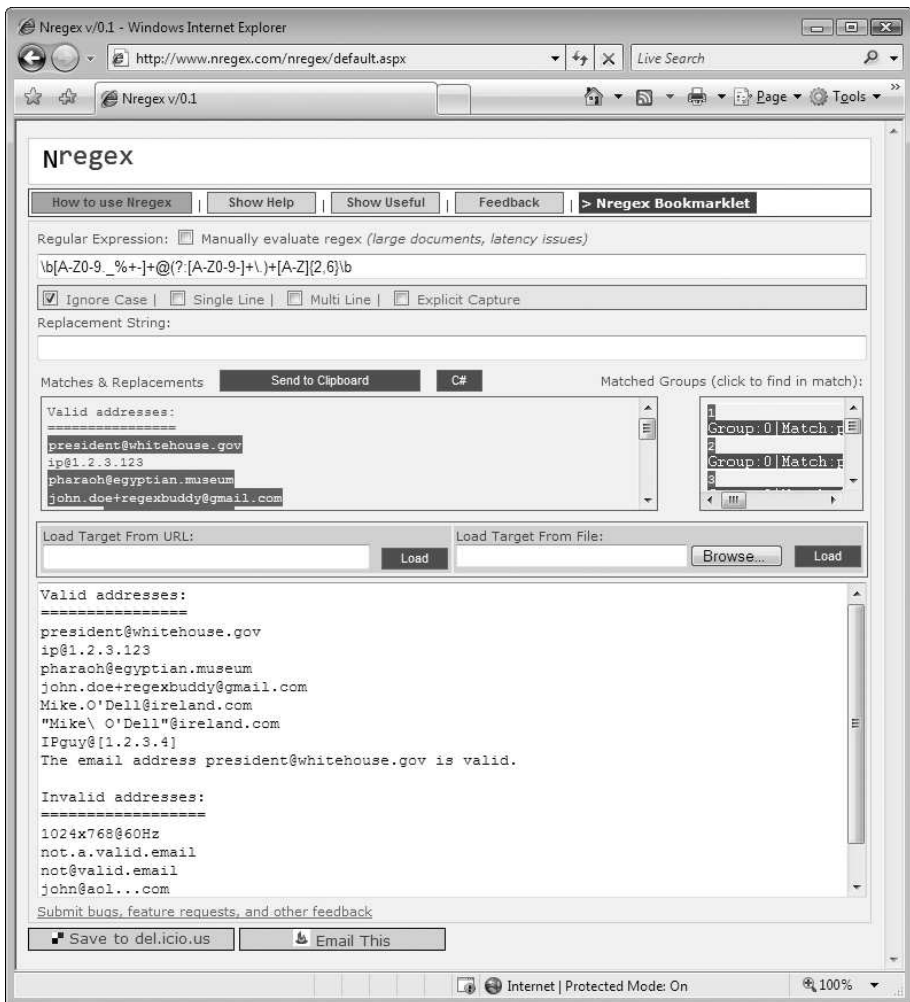 Nregex v/0.1 - Windows Internet Explorer
http://www.nregex.com/nregex/default.aspx
Live Search
Nregex v/0.1
Page
Tools
Nregex
How to use Nregex | Show Help | Show Useful | Feedback | > Nregex Bookmarklet
Regular Expression: Manually evaluate regex (large documents, latency issues)
\b[A-Z0-9._%+-]+@(?:[A-Z0-9-]+\.)+[A-Z]{2,6}\b
Ignore Case | Single Line | Multi Line | Explicit Capture
Replacement String:
Matches & Replacements Send to Clipboard C# Matched Groups (click to find in match):
Valid addresses:
=================
president@whitehouse.gov
ip@1.2.3.123
pharaoh@egyptian.museum
john.doe+regexbuddy@gmail.com
1
Group:0|Match:p
2
Group:0|Match:p
3
Load Target From URL: Load Target From File:
Load Browse... Load
Valid addresses:
=================
president@whitehouse.gov
ip@1.2.3.123
pharaoh@egyptian.museum
john.doe+regexbuddy@gmail.com
Mike.O'Dell@ireland.com
"Mike\ O'Dell"@ireland.com
IPguy@[1.2.3.4]
The email address president@whitehouse.gov is valid.
Invalid addresses:
===================
1024x768@60Hz
not.a.valid.email
not@valid.email
john@aol...com
Submit bugs, feature requests, and other feedback
Save to del.icio.us Email This
Internet | Protected Mode: On 100%